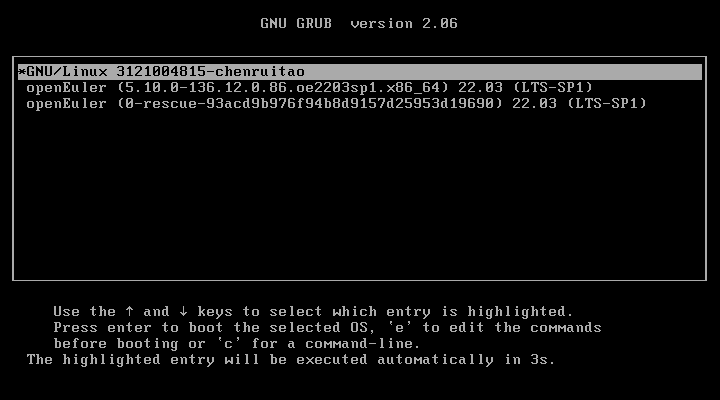 GNU GRUB  version 2.06
*GNU/Linux 3121004815-chenruitao
openEuler (5.10.0-136.12.0.86.oe2203sp1.x86_64) 22.03 (LTS-SP1)
openEuler (0-rescue-93acd9b976f94b8d9157d25953d19690) 22.03 (LTS-SP1)
Use the ↑ and ↓ keys to select which entry is highlighted.
Press enter to boot the selected OS, `e' to edit the commands
before booting or `c' for a command-line.
The highlighted entry will be executed automatically in 3s.